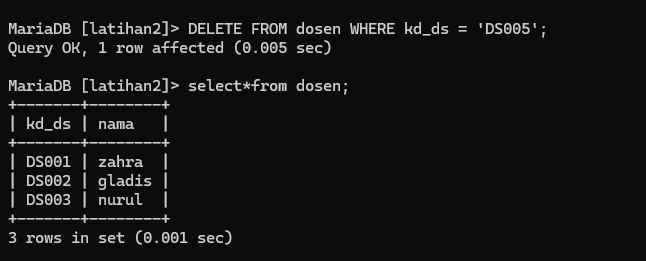 MariaDB [latihan2]> DELETE FROM dosen WHERE kd_ds = 'DS005';
Query OK, 1 row affected (0.005 sec)
MariaDB [latihan2]> select*from dosen;
+-------+--------+
| kd_ds | nama   |
+-------+--------+
| DS001 | zahra  |
| DS002 | gladis |
| DS003 | nurul  |
+-------+--------+
3 rows in set (0.001 sec)